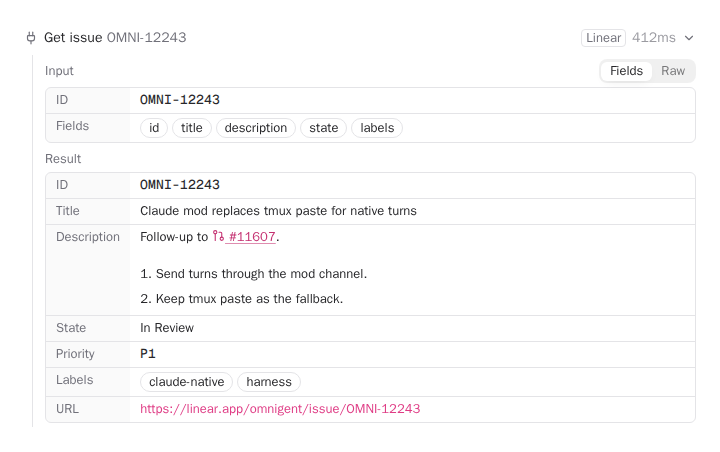 Get issue OMNI-12243 Linear 412ms
Input Fields Raw
ID OMNI-12243
Fields id title description state labels
Result
ID OMNI-12243
Title Claude mod replaces tmux paste for native turns
Description Follow-up to #11607.
1. Send turns through the mod channel.
2. Keep tmux paste as the fallback.
State In Review
Priority P1
Labels claude-native harness
URL https://linear.app/omnigent/issue/OMNI-12243